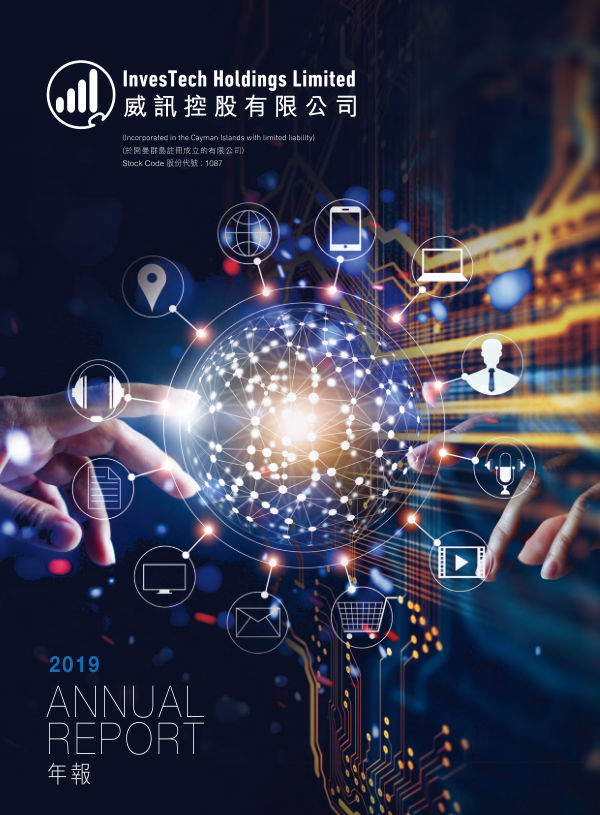 InvesTech Holdings Limited
威訊控股有限公司
(Incorporated in the Cayman Islands with limited liability)
(於開曼群島註冊成立的有限公司)
Stock Code 股份代號 : 1087
2019
ANNUAL
REPORT
年報